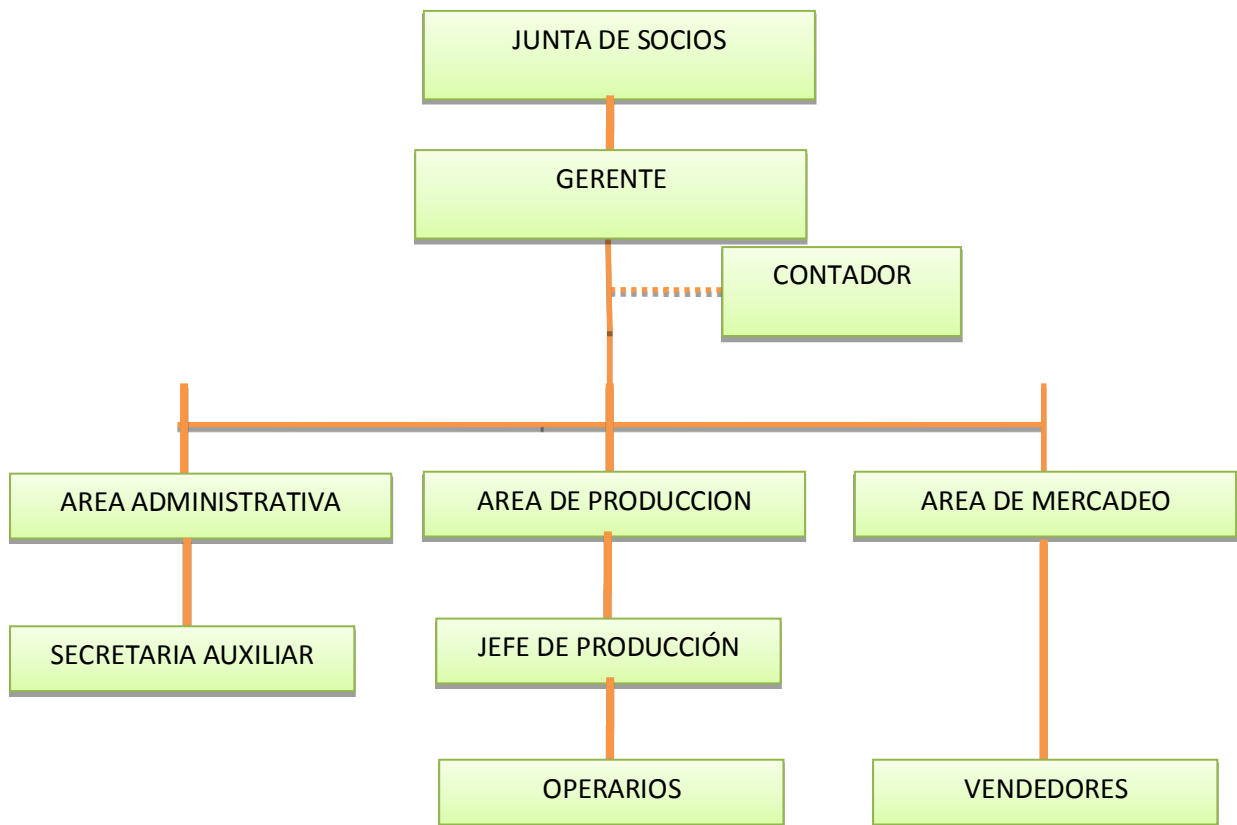 JUNTA DE SOCIOS
GERENTE
CONTADOR
AREA ADMINISTRATIVA
AREA DE PRODUCCION
AREA DE MERCADEO
SECRETARIA AUXILIAR
JEFE DE PRODUCCIÓN
OPERARIOS
VENDEDORES